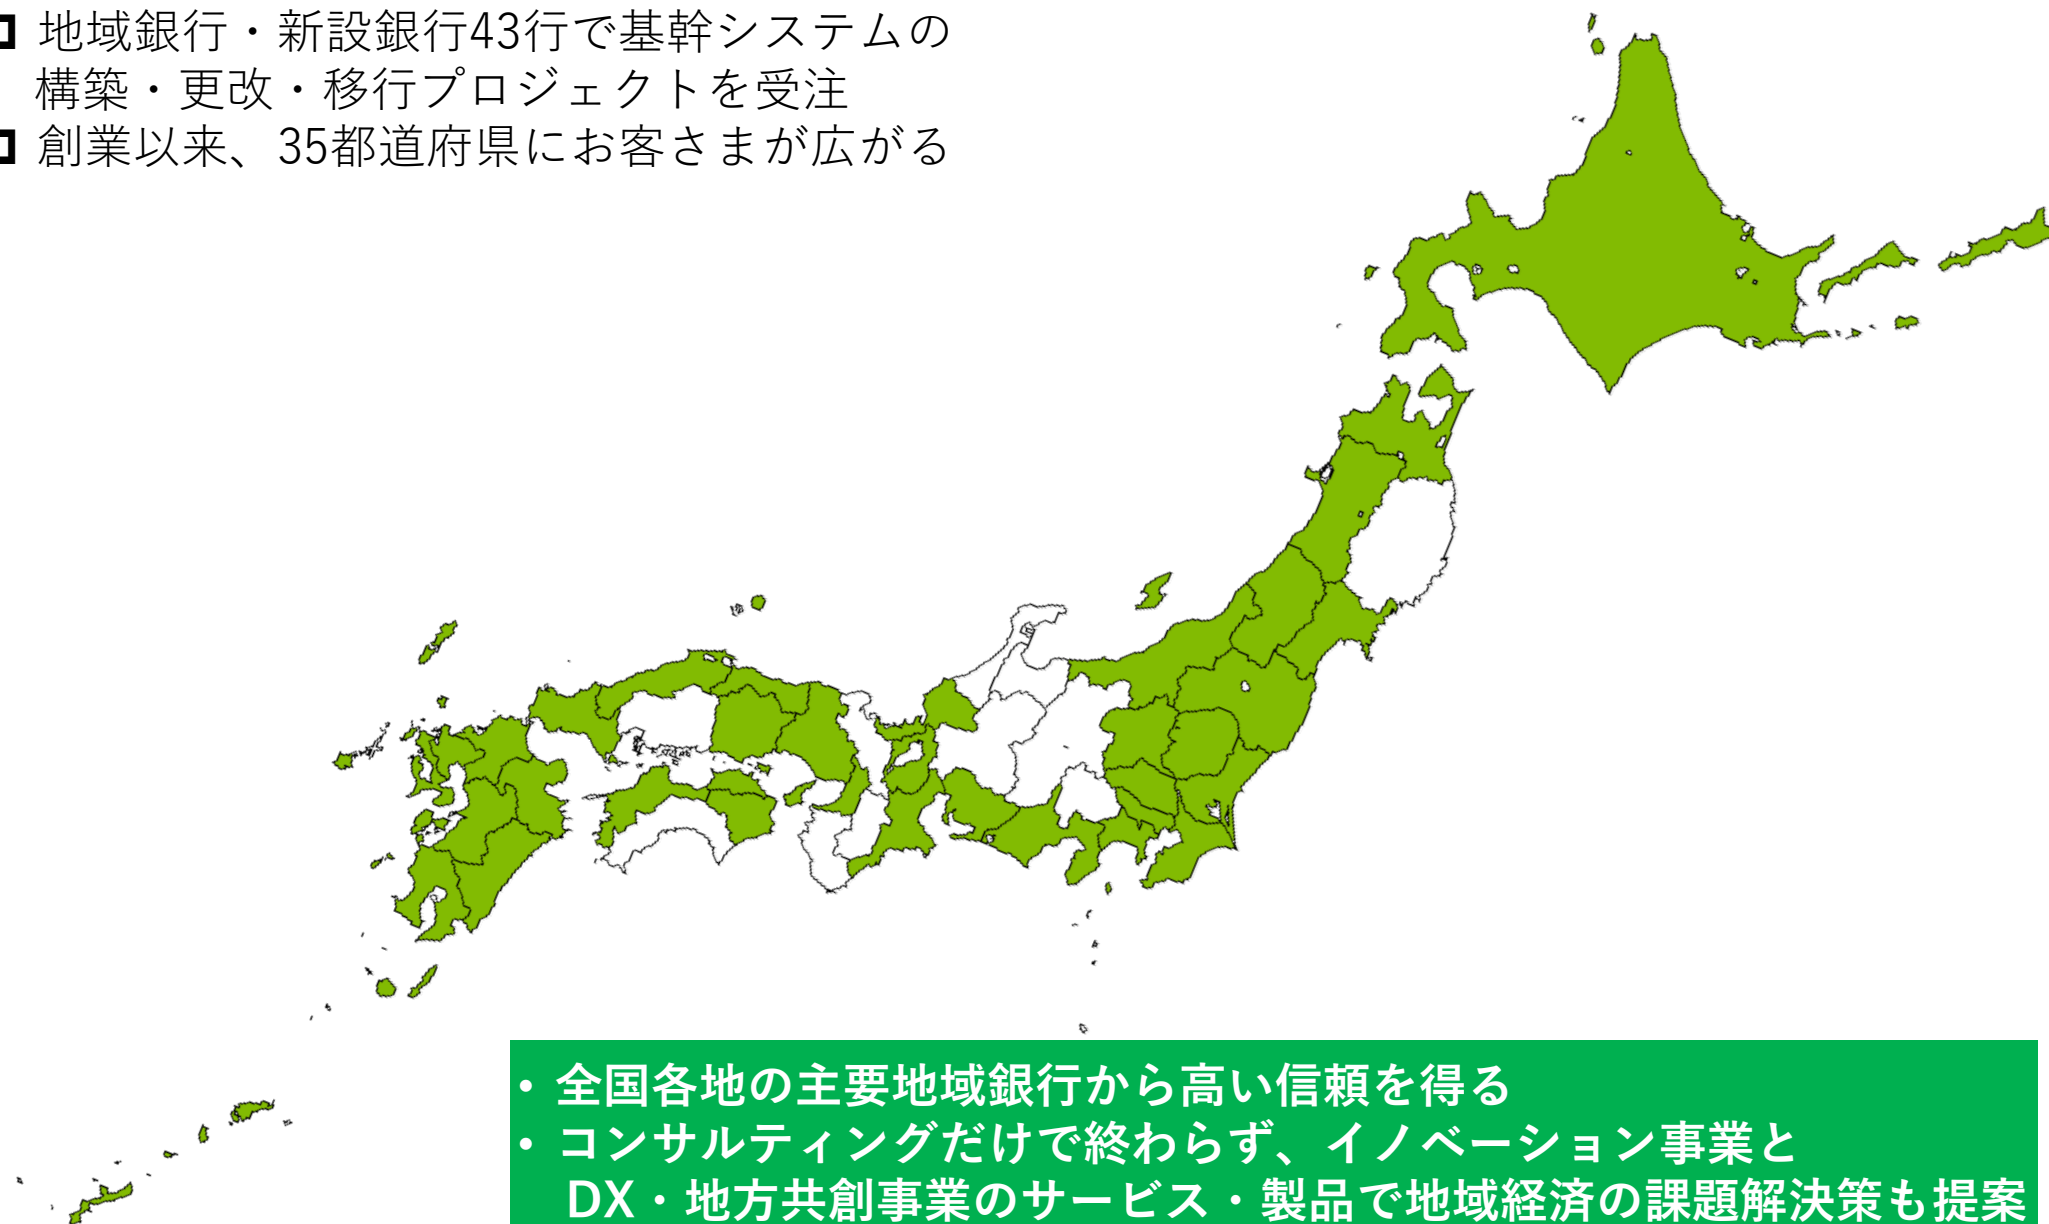 地域銀行・新設銀行43行で基幹システムの
構築・更改・移行プロジェクトを受注
創業以来、35都道府県にお客さまが広がる
• 全国各地の主要地域銀行から高い信頼を得る
• コンサルティングだけで終わらず、イノベーション事業と
DX・地方共創事業のサービス・製品で地域経済の課題解決策も提案